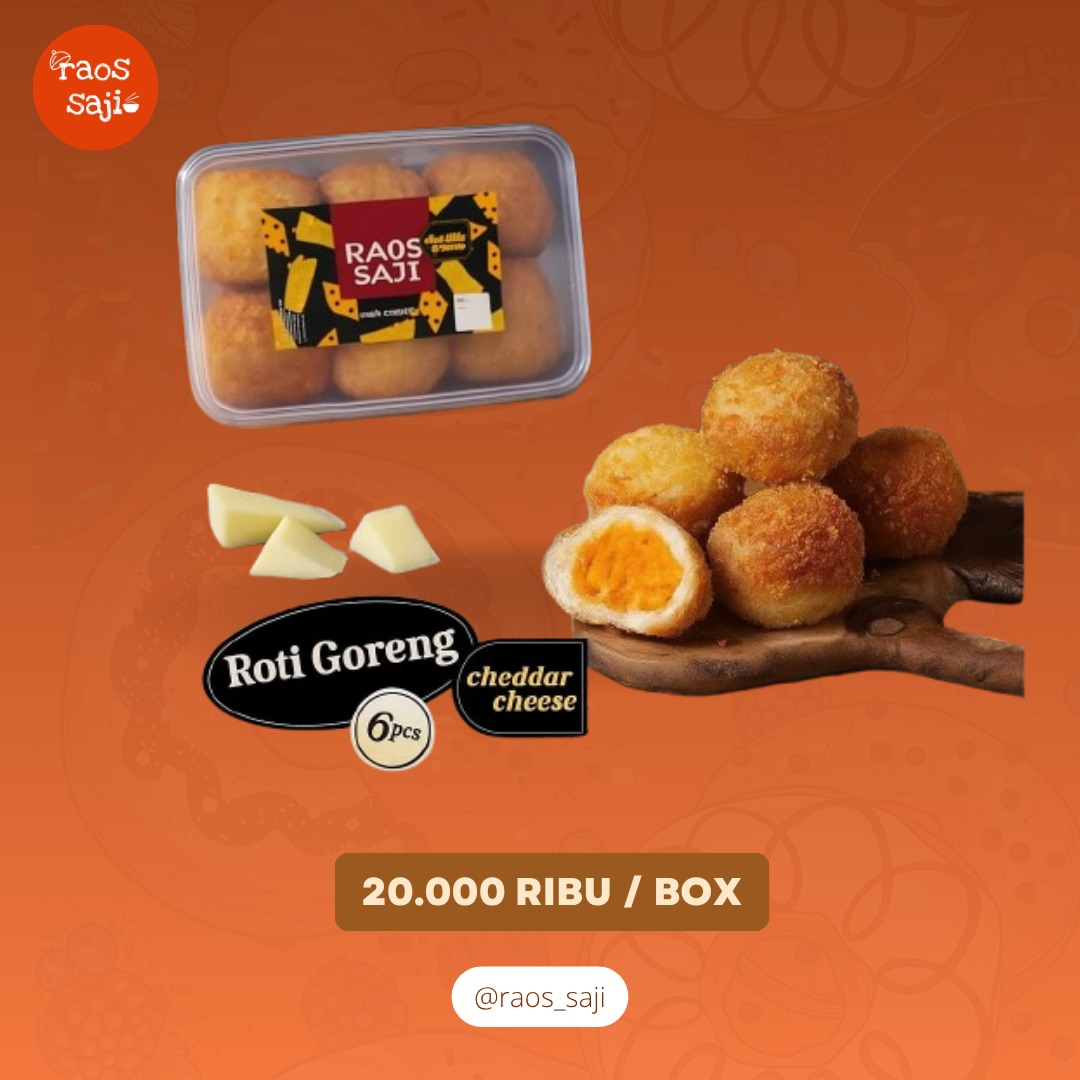 raos
saji
RAOS
SAJI
Roti Goreng
cheddar
cheese
6pcs
20.000 RIBU / BOX
@raos_saji